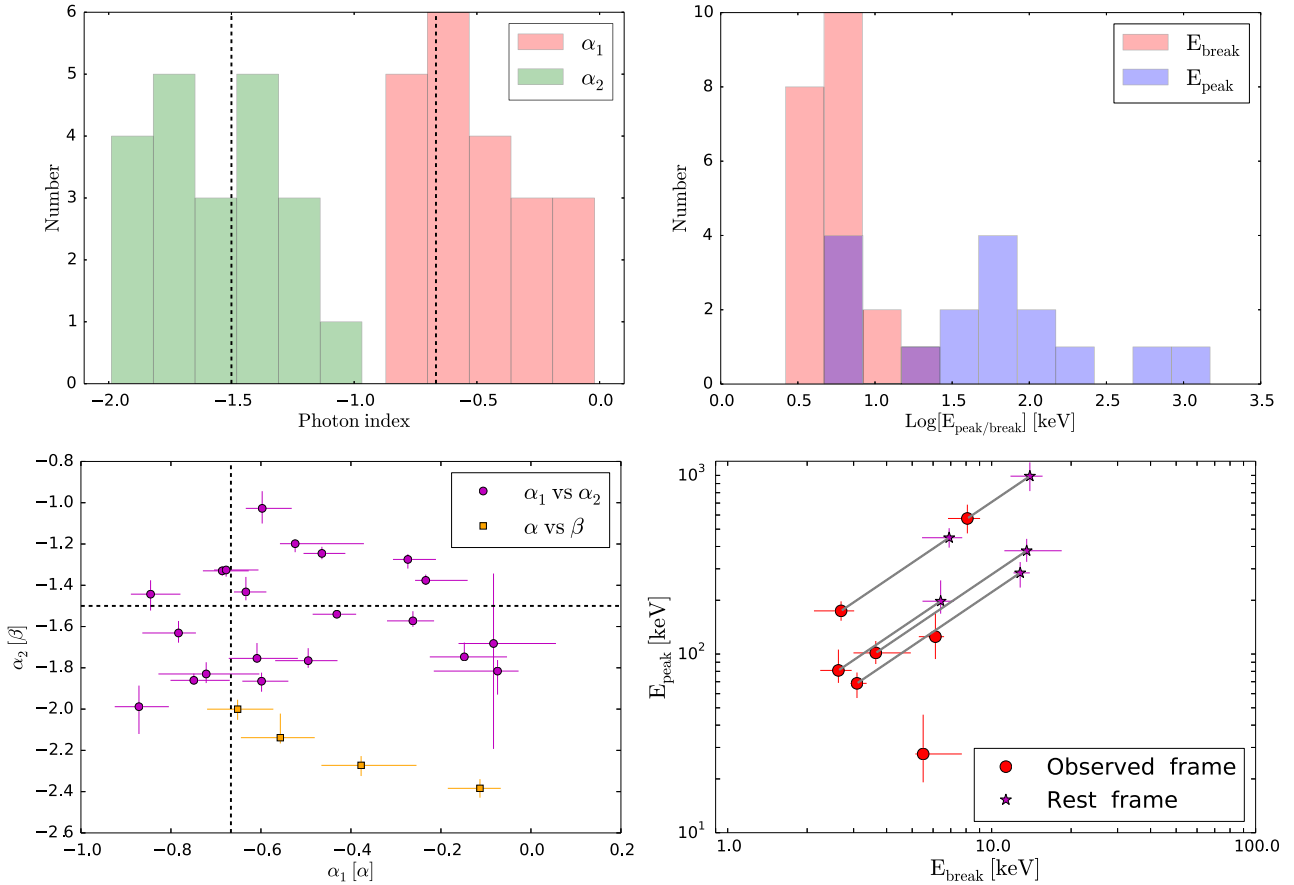 6
5
4
3
2
1
0
Number
α₁
α₂
−2.0 −1.5 −1.0 −0.5 0.0
Photon index
10
8
6
4
2
0
Number
E_break
E_peak
0.0 0.5 1.0 1.5 2.0 2.5 3.0 3.5
Log[E_peak/break] [keV]
−0.8
−1.0
−1.2
−1.4
−1.6
−1.8
−2.0
−2.2
−2.4
−2.6
α₂ [β]
α₁ vs α₂
α vs β
−1.0 −0.8 −0.6 −0.4 −0.2 0.0 0.2
α₁ [α]
10³
10²
10¹
E_peak [keV]
Observed frame
Rest frame
1.0 10.0 100.0
E_break [keV]